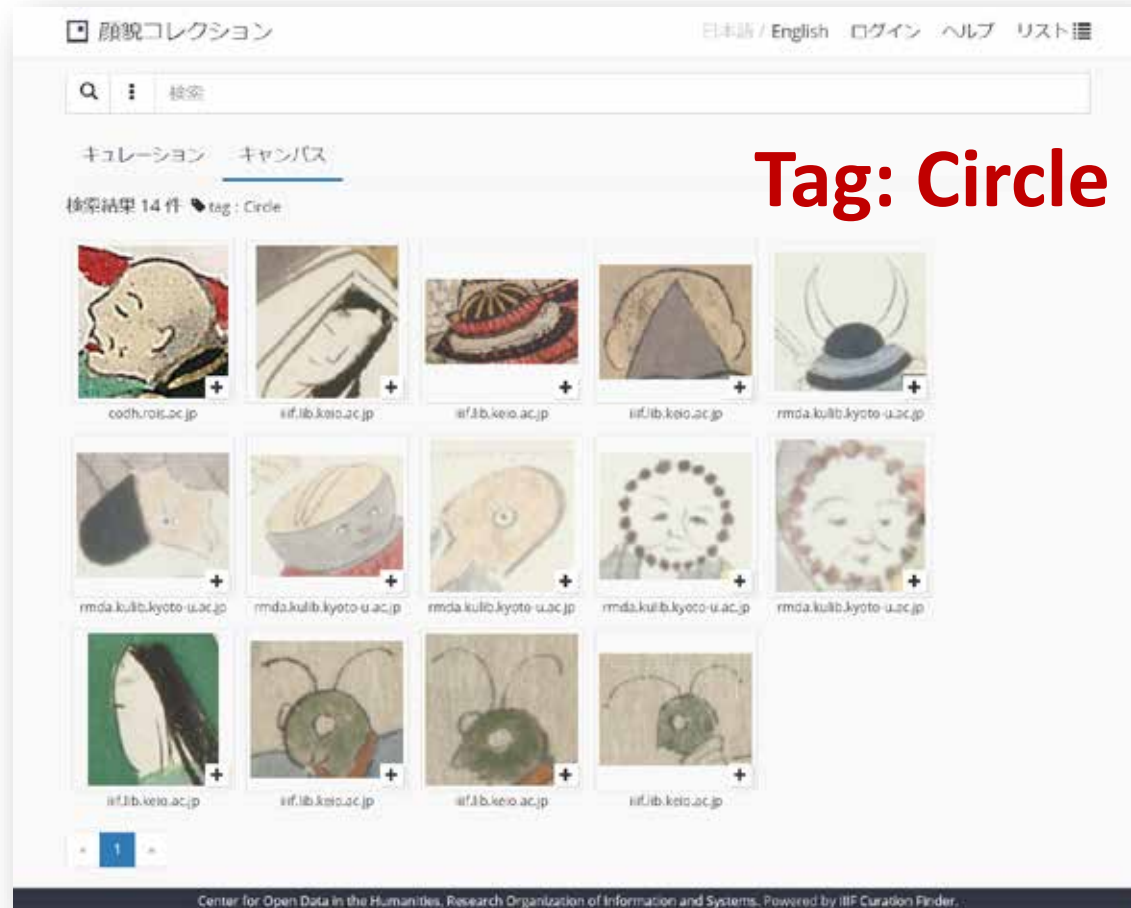 顔貌コレクション
日本語 / English ログイン ヘルプ リスト
検索
キュレーション キャンバス
Tag: Circle
検索結果 14 件 tag : Circle
codh.rois.ac.jp iiif.lib.keio.ac.jp iiif.lib.keio.ac.jp iiif.lib.keio.ac.jp rmda.kulib.kyoto-u.ac.jp
rmda.kulib.kyoto-u.ac.jp rmda.kulib.kyoto-u.ac.jp rmda.kulib.kyoto-u.ac.jp rmda.kulib.kyoto-u.ac.jp rmda.kulib.kyoto-u.ac.jp
iiif.lib.keio.ac.jp iiif.lib.keio.ac.jp iiif.lib.keio.ac.jp iiif.lib.keio.ac.jp
« 1 »
Center for Open Data in the Humanities, Research Organization of Information and Systems. Powered by IIIF Curation Finder.